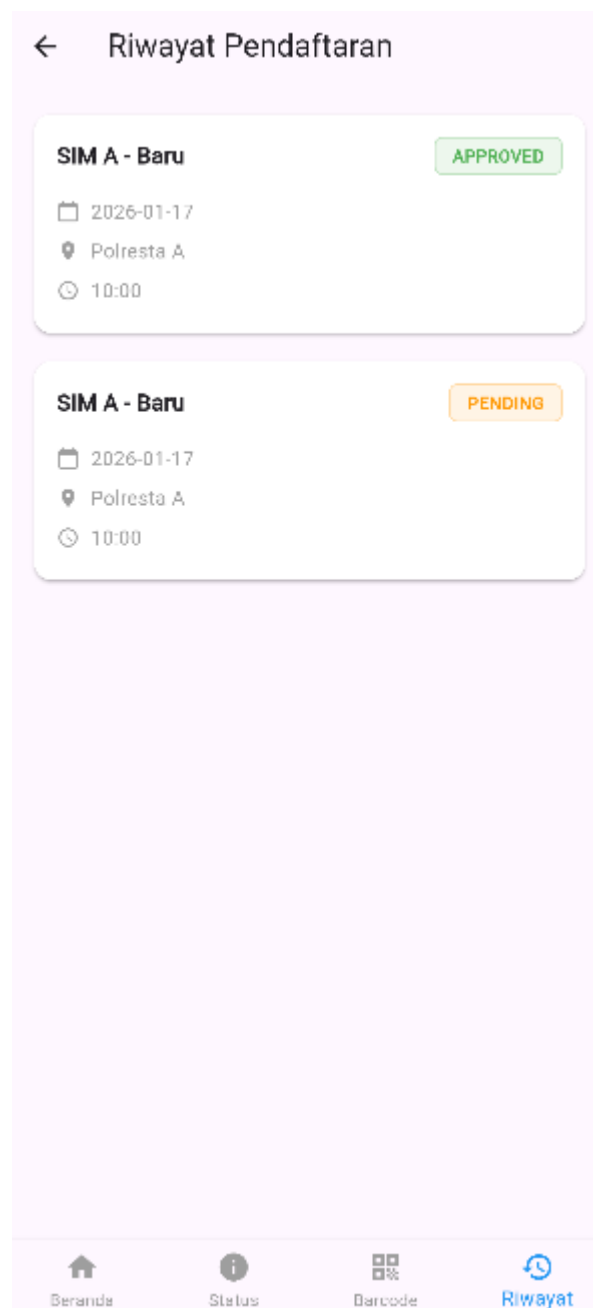 Riwayat Pendaftaran
SIM A - Baru
APPROVED
2026-01-17
Polresta A
10:00
SIM A - Baru
PENDING
2026-01-17
Polresta A
10:00
Beranda
Status
Barcode
Riwayat